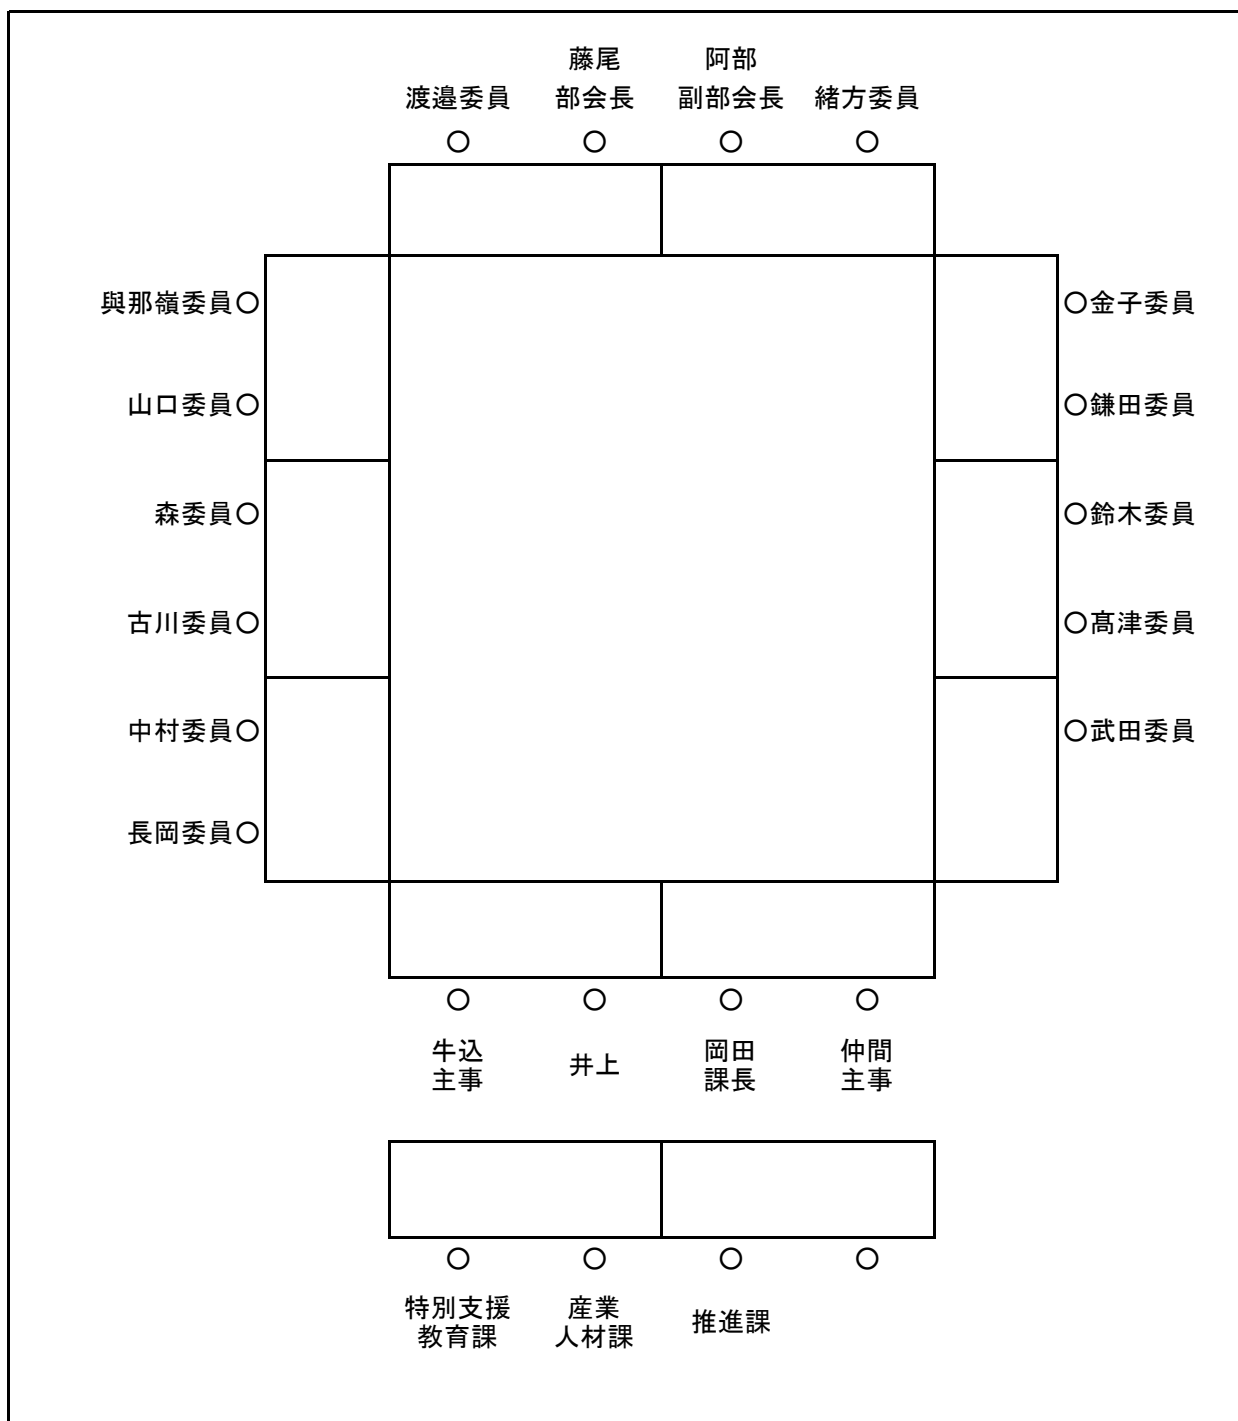 藤尾
阿部
渡邉委員
部会長
副部会長
緒方委員
與那嶺委員
金子委員
山口委員
鎌田委員
森委員
鈴木委員
古川委員
髙津委員
中村委員
武田委員
長岡委員
牛込
主事
井上
岡田
課長
仲間
主事
特別支援
教育課
産業
人材課
推進課